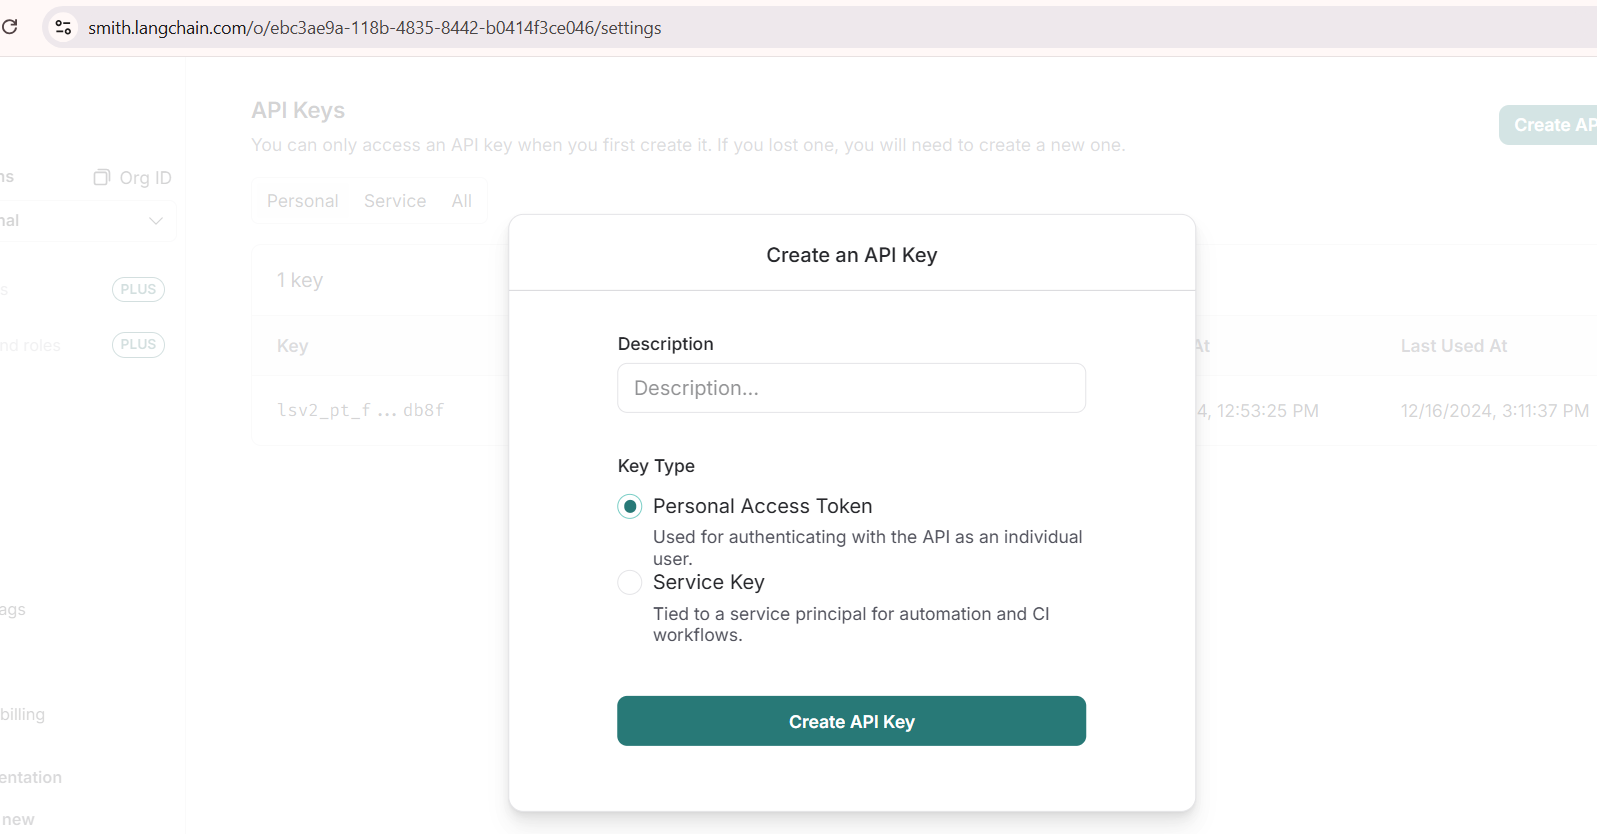 smith.langchain.com/o/ebc3ae9a-118b-4835-8442-b0414f3ce046/settings
API Keys
You can only access an API key when you first create it. If you lost one, you will need to create a new one.
Create AP
ns
Org ID
nal
Personal Service All
s PLUS
nd roles PLUS
1 key
Key
At
Last Used At
lsv2_pt_f...db8f
4, 12:53:25 PM
12/16/2024, 3:11:37 PM
Create an API Key
Description
Description...
Key Type
Personal Access Token
Used for authenticating with the API as an individual
user.
Service Key
Tied to a service principal for automation and CI
workflows.
Create API Key
ags
billing
entation
new